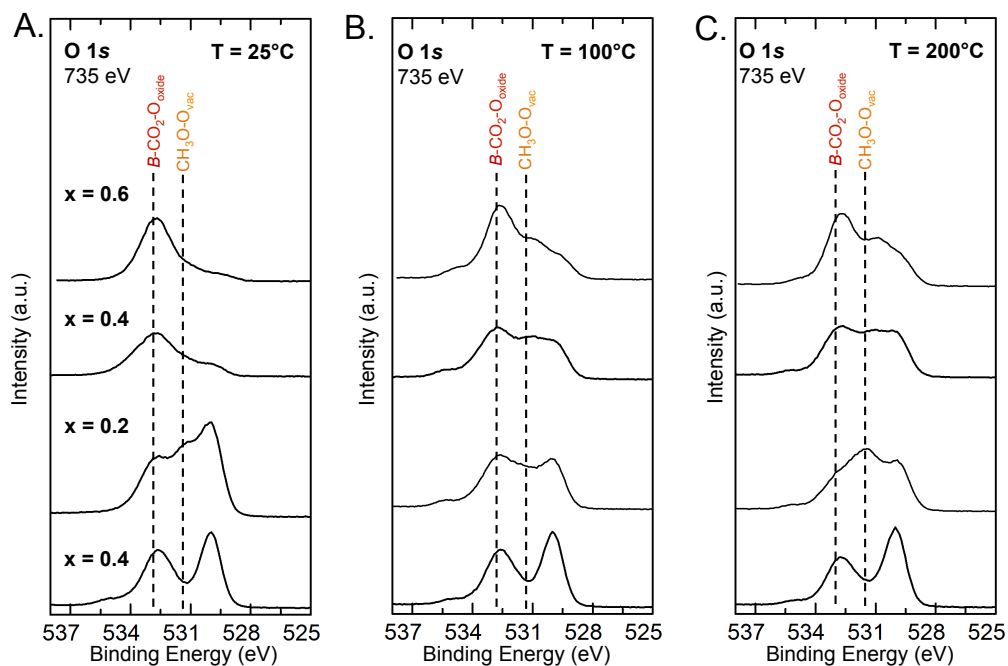 A.
O 1s
735 eV
T = 25°C
B-CO2-Ooxide
CH3O-Ovac
x = 0.6
x = 0.4
x = 0.2
x = 0.4
Intensity (a.u.)
537 534 531 528 525
Binding Energy (eV)
B.
O 1s
735 eV
T = 100°C
B-CO2-Ooxide
CH3O-Ovac
Intensity (a.u.)
537 534 531 528 525
Binding Energy (eV)
C.
O 1s
735 eV
T = 200°C
B-CO2-Ooxide
CH3O-Ovac
Intensity (a.u.)
537 534 531 528 525
Binding Energy (eV)